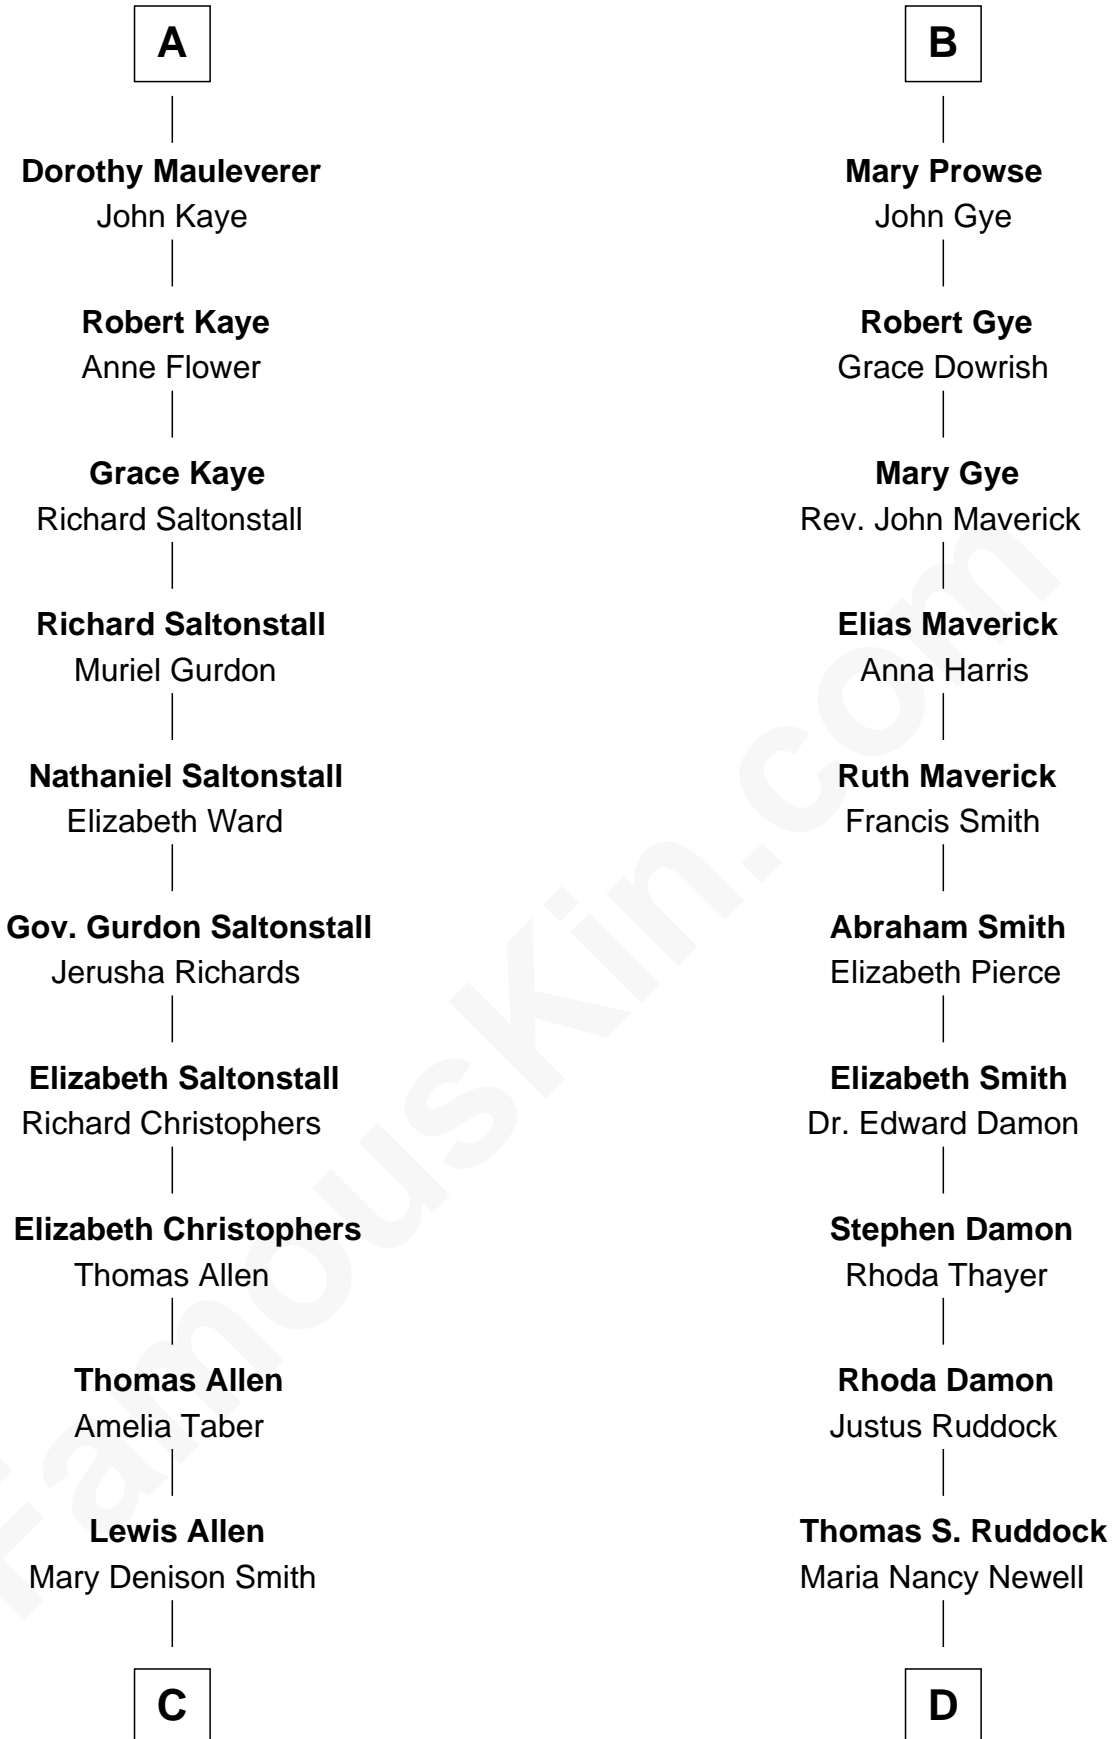 A
Dorothy Mauleverer
John Kaye
Robert Kaye
Anne Flower
Grace Kaye
Richard Saltonstall
Richard Saltonstall
Muriel Gurdon
Nathaniel Saltonstall
Elizabeth Ward
Gov. Gurdon Saltonstall
Jerusha Richards
Elizabeth Saltonstall
Richard Christophers
Elizabeth Christophers
Thomas Allen
Thomas Allen
Amelia Taber
Lewis Allen
Mary Denison Smith
C
B
Mary Prowse
John Gye
Robert Gye
Grace Dowrish
Mary Gye
Rev. John Maverick
Elias Maverick
Anna Harris
Ruth Maverick
Francis Smith
Abraham Smith
Elizabeth Pierce
Elizabeth Smith
Dr. Edward Damon
Stephen Damon
Rhoda Thayer
Rhoda Damon
Justus Ruddock
Thomas S. Ruddock
Maria Nancy Newell
D
FamousKin.com